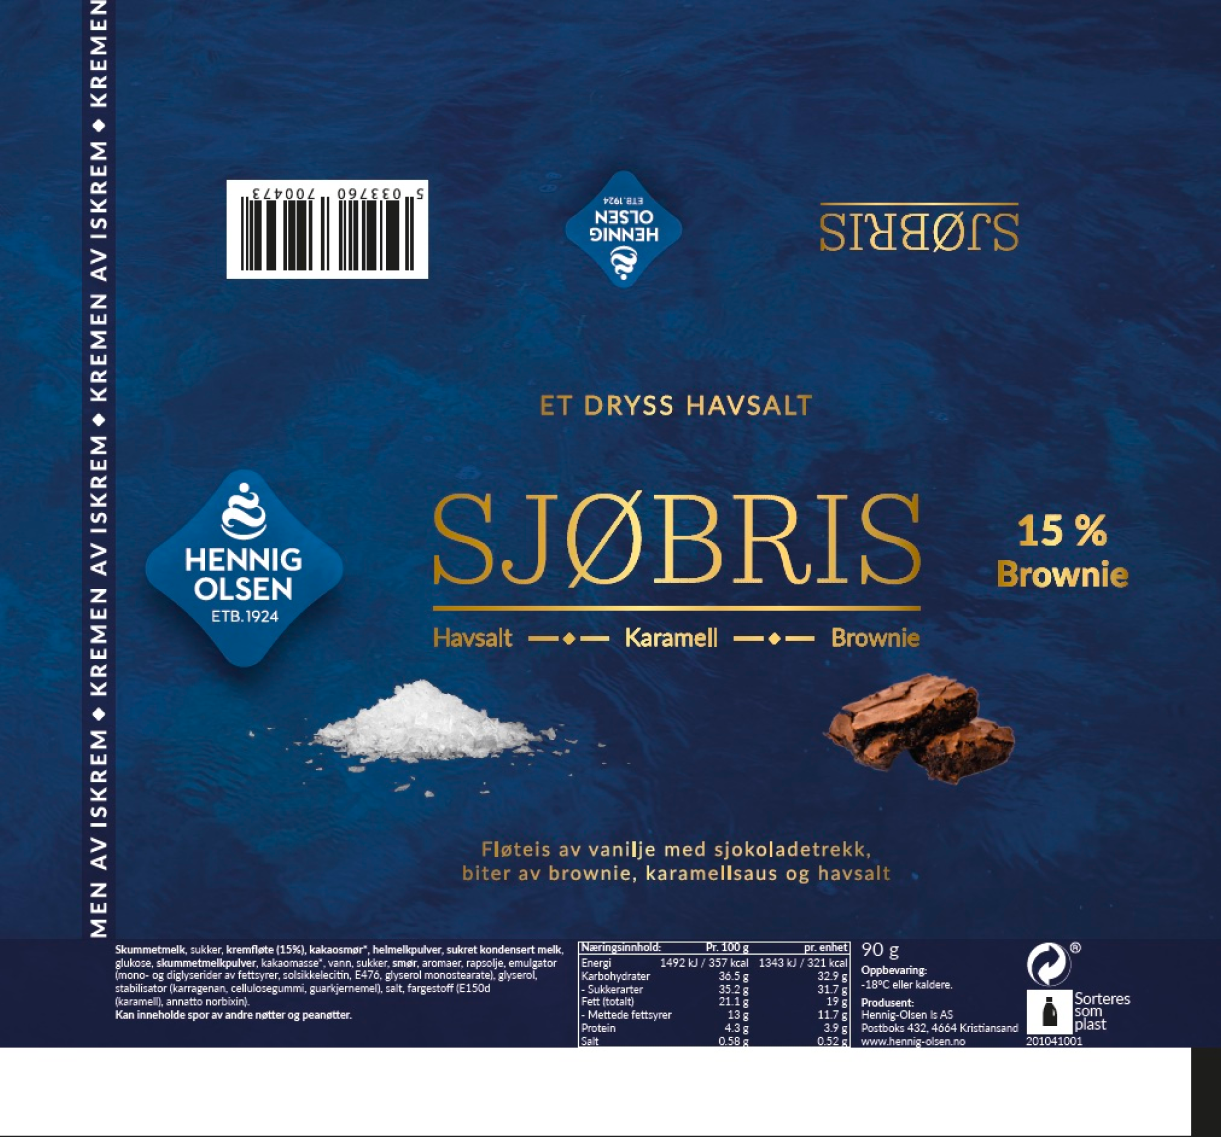 KREMEN AV ISKREM ◆ KREMEN AV ISKREM ◆ KREMEN AV ISKREM ◆ KREMEN
5 033760 700473
HENNIG
OLSEN
ETB.1924
SJØBRIS
ET DRYSS HAVSALT
HENNIG
OLSEN
ETB.1924
SJØBRIS
Havsalt Karamell Brownie
15 %
Brownie
Fløteis av vanilje med sjokoladetrekk,
biter av brownie, karamellsaus og havsalt
Skummetmelk, sukker, kremfløte (15%), kakaosmør*, helmelkpulver, sukret kondensert melk,
glukose, skummetmelkpulver, kakaomasse*, vann, sukker, smør, aromaer, rapsolje, emulgator
(mono- og diglyserider av fettsyrer, solsikkelecitin, E476, glyserol monostearate), glyserol,
stabilisator (karragenan, cellulosegummi, guarkjernemel), salt, fargestoff (E150d
(karamell), annatto norbixin).
Kan inneholde spor av andre nøtter og peanøtter.
Næringsinnhold: Pr. 100 g pr. enhet
Energi 1492 kJ / 357 kcal 1343 kJ / 321 kcal
Karbohydrater 36.5 g 32.9 g
- Sukkerarter 35.2 g 31.7 g
Fett (totalt) 21.1 g 19 g
- Mettede fettsyrer 13 g 11.7 g
Protein 4.3 g 3.9 g
Salt 0.58 g 0.52 g
90 g
Oppbevaring:
-18°C eller kaldere.
Produsent:
Hennig-Olsen Is AS
Postboks 432, 4664 Kristiansand
www.hennig-olsen.no
®
Sorteres
som
plast
201041001